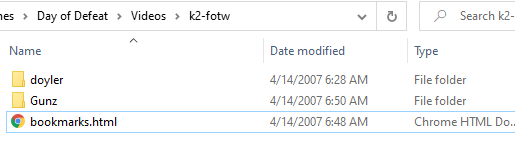 nes > Day of Defeat > Videos > k2-fotw Search k2-
Name Date modified Type
doyler 4/14/2007 6:28 AM File folder
Gunz 4/14/2007 6:50 AM File folder
bookmarks.html 4/14/2007 6:48 AM Chrome HTML Do...